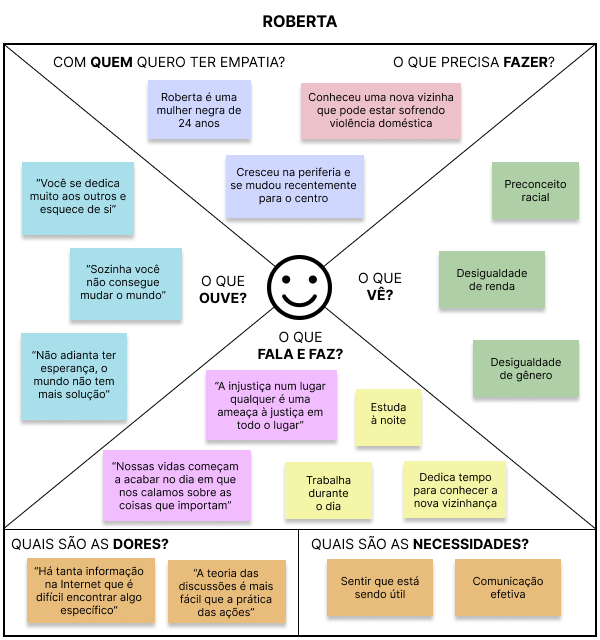 ROBERTA
COM QUEM QUERO TER EMPATIA?
O QUE PRECISA FAZER?
Roberta é uma
mulher negra de
24 anos
Conheceu uma nova vizinha
que pode estar sofrendo
violência doméstica
Cresceu na periferia e
se mudou recentemente
para o centro
“Você se dedica
muito aos outros e
esquece de si”
“Sozinha você
não consegue
mudar o mundo”
“Não adianta ter
esperança, o
mundo não tem
mais solução”
O QUE
OUVE?
O QUE
VÊ?
Preconceito
racial
Desigualdade
de renda
Desigualdade
de gênero
O QUE
FALA E FAZ?
“A injustiça num lugar
qualquer é uma
ameaça à justiça em
todo o lugar”
Estuda
à noite
“Nossas vidas começam
a acabar no dia em que
nos calamos sobre as
coisas que importam”
Trabalha
durante
o dia
Dedica tempo
para conhecer a
nova vizinhança
QUAIS SÃO AS DORES?
“Há tanta informação
na Internet que é
difícil encontrar algo
específico”
“A teoria das
discussões é mais
fácil que a prática
das ações”
QUAIS SÃO AS NECESSIDADES?
Sentir que está
sendo útil
Comunicação
efetiva